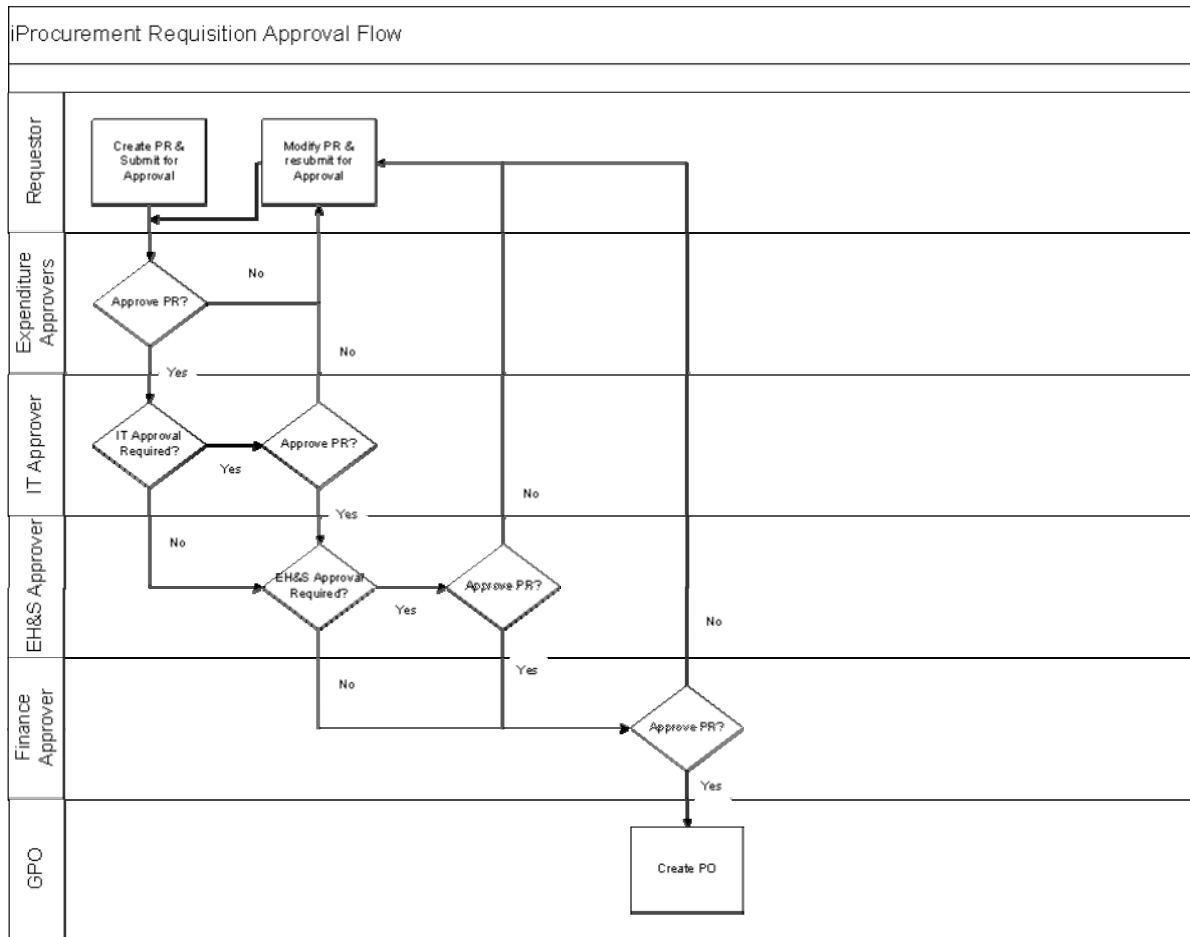 iProcurement Requisition Approval Flow
Requestor
Create PR &
Submit for
Approval
Modify PR &
resubmit for
Approval
Expenditure
Approvers
Approve PR?
No
No
Yes
IT Approver
IT Approval
Required?
Yes
Approve PR?
No
Yes
No
EH&S Approver
EH&S Approval
Required?
Yes
Approve PR?
No
Yes
No
Finance
Approver
Approve PR?
Yes
GPO
Create PO